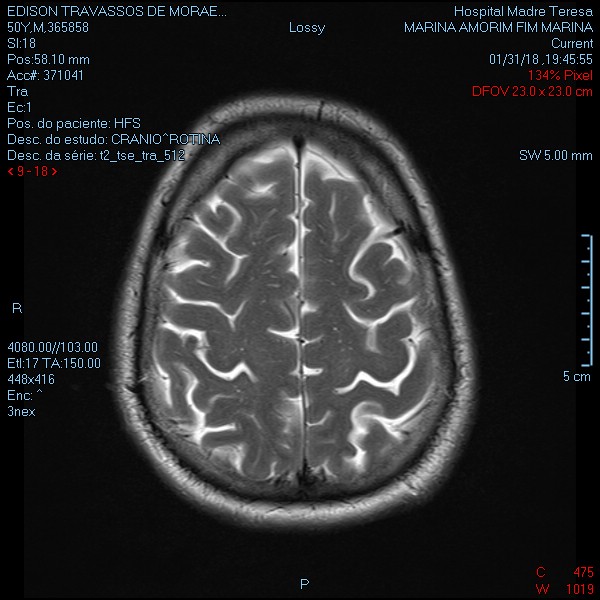 EDISON TRAVASSOS DE MORAE...
50Y,M,365858
Sl:18
Pos:58.10 mm
Acc#: 371041
Tra
Ec:1
Pos. do paciente: HFS
Desc. do estudo: CRANIO^ROTINA
Desc. da série: t2_tse_tra_512
< 9 - 18 >
Lossy
Hospital Madre Teresa
MARINA AMORIM FIM MARINA
Current
01/31/18 ,19:45:55
134% Pixel
DFOV 23.0 x 23.0 cm
SW 5.00 mm
R
4080.00//103.00
Etl:17 TA:150.00
448x416
Enc: ^
3nex
5 cm
P
C 475
W 1019